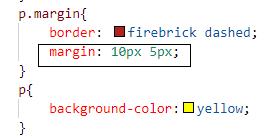 p.margin{
border: firebrick dashed;
margin: 10px 5px;
}
p{
background-color:yellow;
}